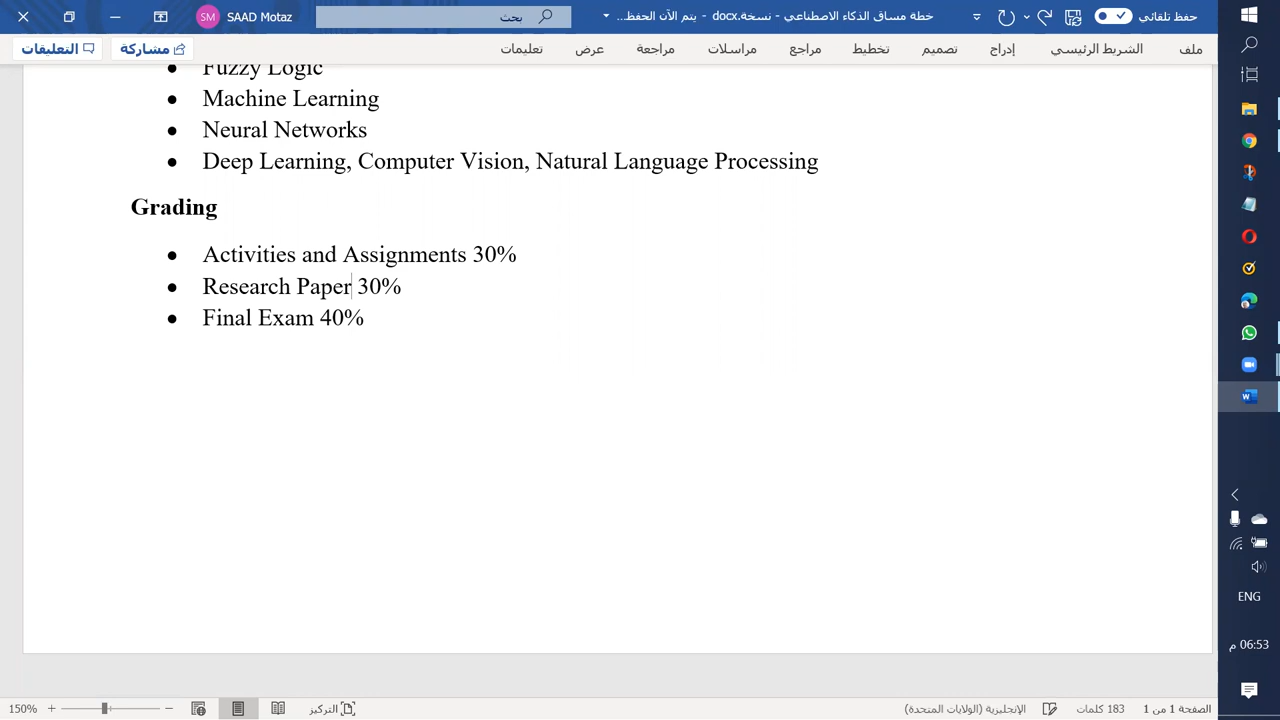 حفظ تلقائي
خطة مساق الذكاء الاصطناعي - نسخة.docx - يتم الآن الحفظ...
بحث
SAAD Motaz
SM
ملف
الشريط الرئيسي
إدراج
تصميم
تخطيط
مراجع
مراسلات
مراجعة
عرض
تعليمات
مشاركة
التعليقات
Fuzzy Logic
Machine Learning
Neural Networks
Deep Learning, Computer Vision, Natural Language Processing
Grading
Activities and Assignments 30%
Research Paper 30%
Final Exam 40%
ENG
06:53 م
الصفحة 1 من 1
183 كلمات
الإنجليزية (الولايات المتحدة)
التركيز
150%